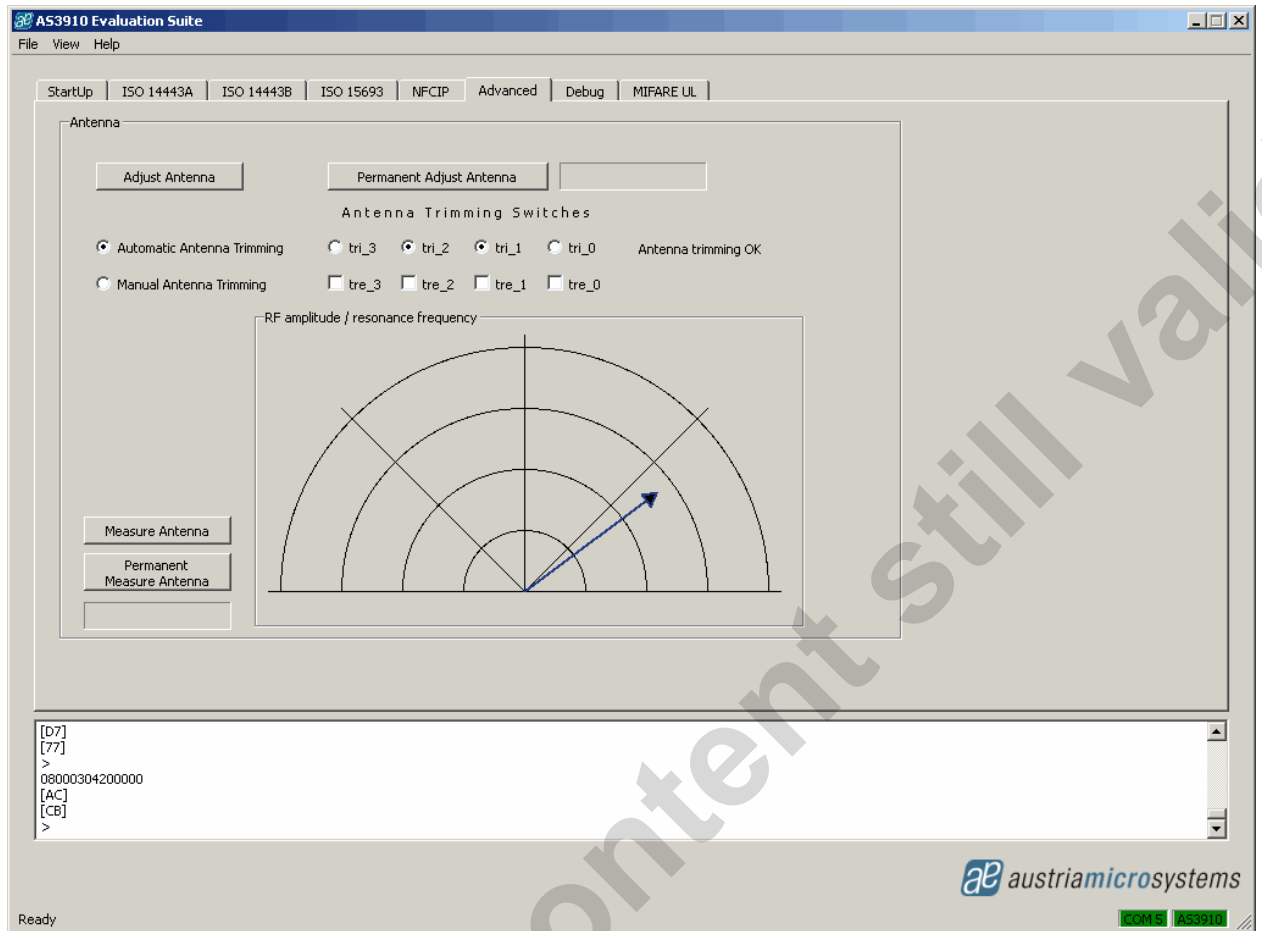 AS3910 Evaluation Suite
File View Help
StartUp ISO 14443A ISO 14443B ISO 15693 NFCIP Advanced Debug MIFARE UL
Antenna
Adjust Antenna
Permanent Adjust Antenna
Antenna Trimming Switches
Automatic Antenna Trimming tri_3 tri_2 tri_1 tri_0 Antenna trimming OK
Manual Antenna Trimming tre_3 tre_2 tre_1 tre_0
RF amplitude / resonance frequency
Measure Antenna
Permanent
Measure Antenna
[D7]
[77]
>
08000304200000
[AC]
[CB]
>
austriamicrosystems
Ready
COM 5 AS3910
ontent still vali